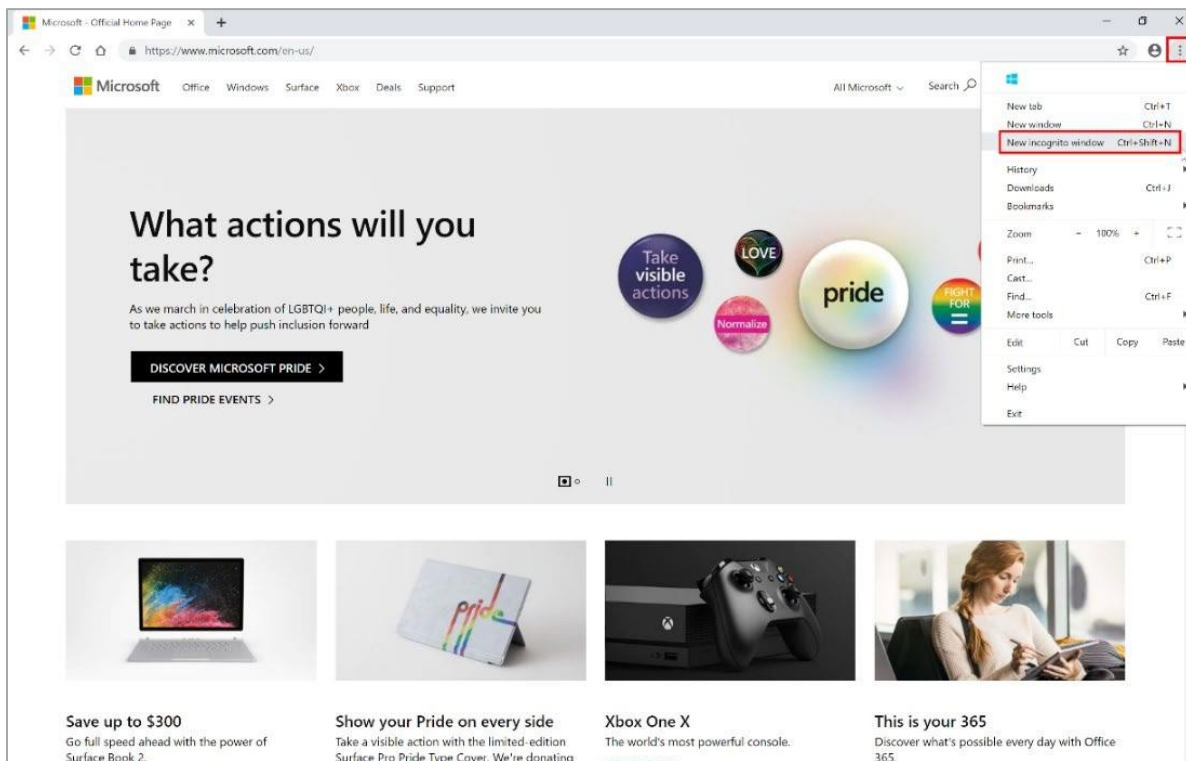 Microsoft - Official Home Page
https://www.microsoft.com/en-us/
Microsoft Office Windows Surface Xbox Deals Support All Microsoft Search
New tab Ctrl+T
New window Ctrl+N
New incognito window Ctrl+Shift+N
History
Downloads Ctrl+J
Bookmarks
Zoom - 100% +
Print... Ctrl+P
Cast...
Find... Ctrl+F
More tools
Edit Cut Copy Paste
Settings
Help
Exit
What actions will you
take?
As we march in celebration of LGBTQI+ people, life, and equality, we invite you
to take actions to help push inclusion forward
DISCOVER MICROSOFT PRIDE >
FIND PRIDE EVENTS >
Take
visible
actions
LOVE
Normalize
pride
FIGHT
FOR
=
Pride
Save up to $300
Go full speed ahead with the power of
Surface Book 2.
Show your Pride on every side
Take a visible action with the limited-edition
Surface Pro Pride Type Cover. We're donating
Xbox One X
The world's most powerful console.
This is your 365
Discover what's possible every day with Office
365.